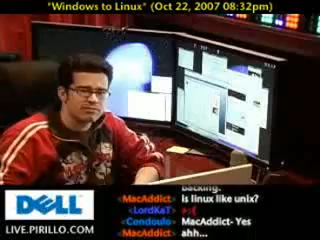 *Windows to Linux* (Oct 22, 2007 08:32pm)
DELL
LIVE.PIRILLO.COM
backing.
<MacAddict> is linux like unix?
<LordKaT> :
<Condoulo> MacAddict- Yes
<MacAddict> ahh...